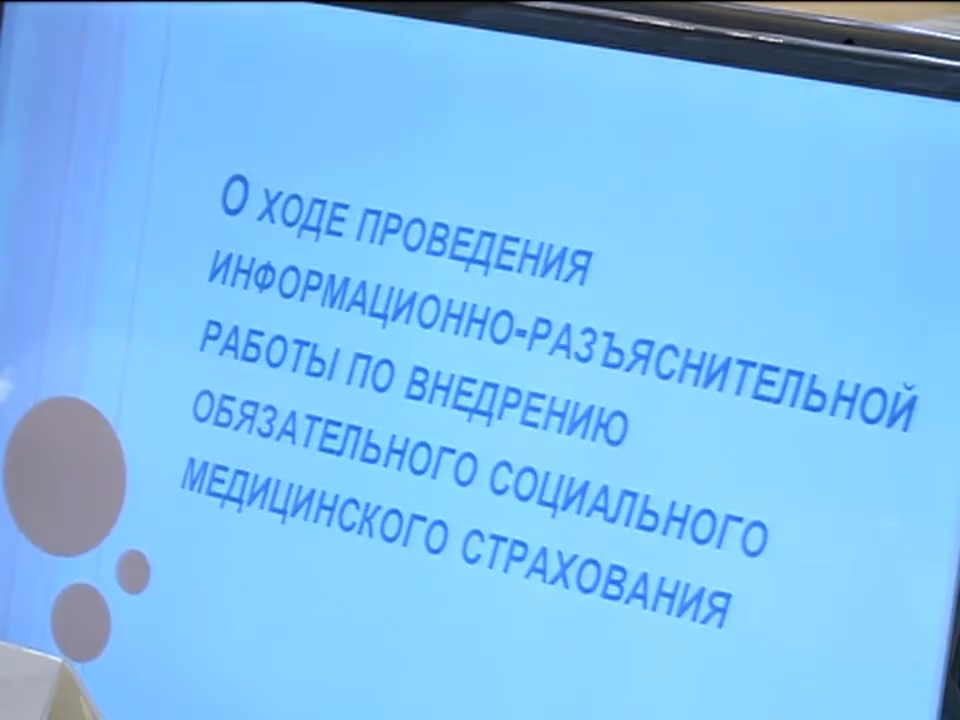 О ХОДЕ ПРОВЕДЕНИЯ
ИНФОРМАЦИОННО-РАЗЪЯСНИТЕЛЬНОЙ
РАБОТЫ ПО ВНЕДРЕНИЮ
ОБЯЗАТЕЛЬНОГО СОЦИАЛЬНОГО
МЕДИЦИНСКОГО СТРАХОВАНИЯ